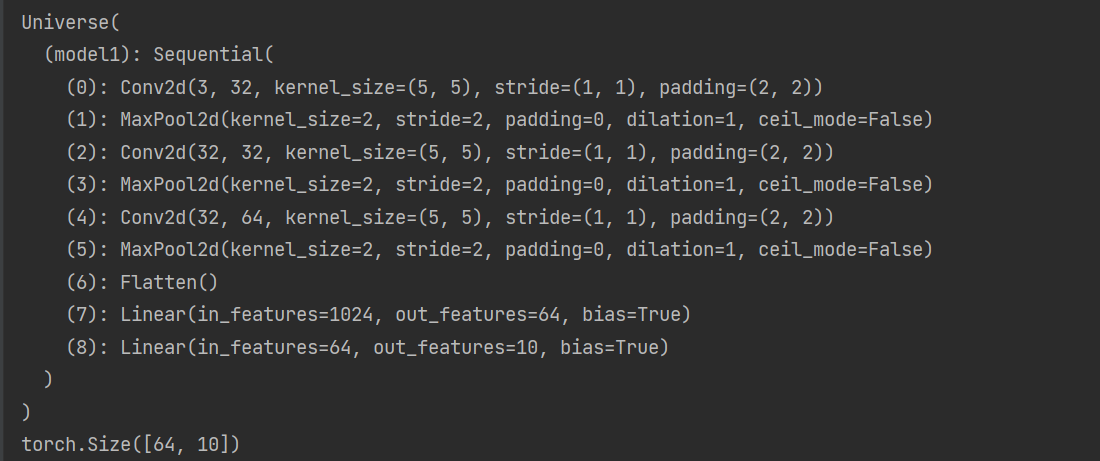 Universe(
  (model1): Sequential(
    (0): Conv2d(3, 32, kernel_size=(5, 5), stride=(1, 1), padding=(2, 2))
    (1): MaxPool2d(kernel_size=2, stride=2, padding=0, dilation=1, ceil_mode=False)
    (2): Conv2d(32, 32, kernel_size=(5, 5), stride=(1, 1), padding=(2, 2))
    (3): MaxPool2d(kernel_size=2, stride=2, padding=0, dilation=1, ceil_mode=False)
    (4): Conv2d(32, 64, kernel_size=(5, 5), stride=(1, 1), padding=(2, 2))
    (5): MaxPool2d(kernel_size=2, stride=2, padding=0, dilation=1, ceil_mode=False)
    (6): Flatten()
    (7): Linear(in_features=1024, out_features=64, bias=True)
    (8): Linear(in_features=64, out_features=10, bias=True)
  )
)
torch.Size([64, 10])